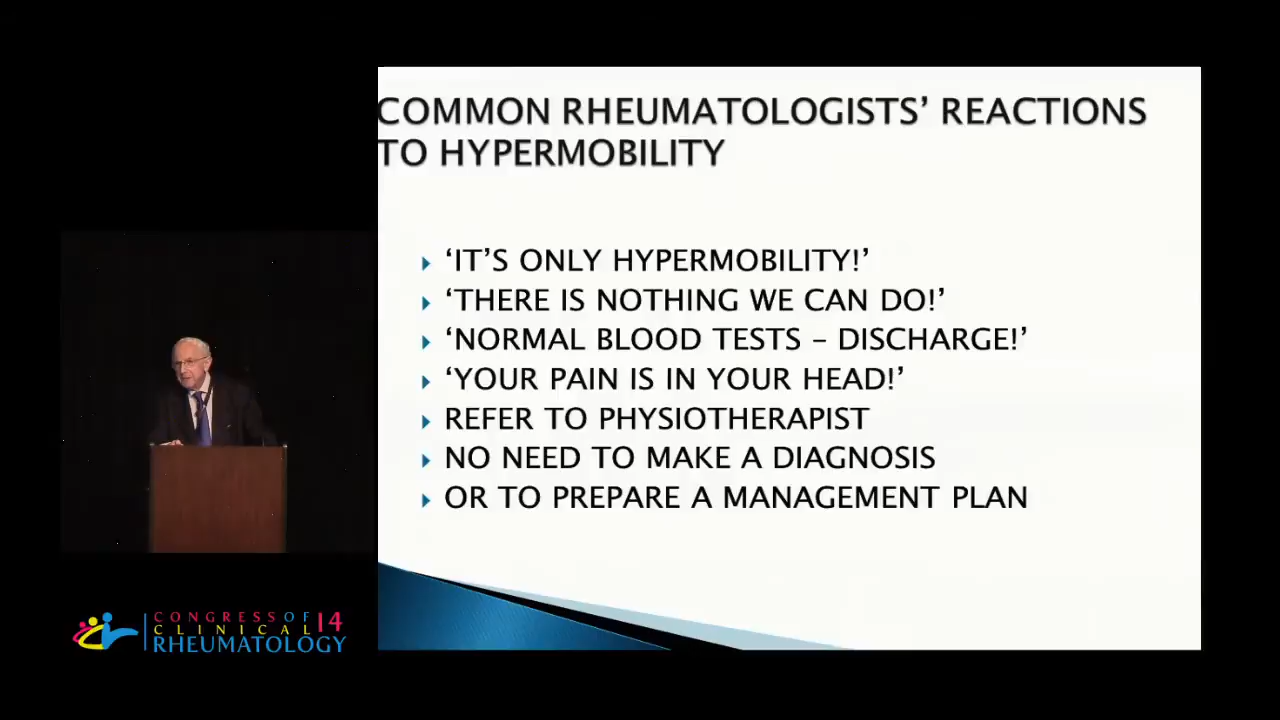 COMMON RHEUMATOLOGISTS’ REACTIONS
TO HYPERMOBILITY
‘IT’S ONLY HYPERMOBILITY!’
‘THERE IS NOTHING WE CAN DO!’
‘NORMAL BLOOD TESTS – DISCHARGE!’
‘YOUR PAIN IS IN YOUR HEAD!’
REFER TO PHYSIOTHERAPIST
NO NEED TO MAKE A DIAGNOSIS
OR TO PREPARE A MANAGEMENT PLAN
CONGRESS OF 14
CLINICAL
RHEUMATOLOGY